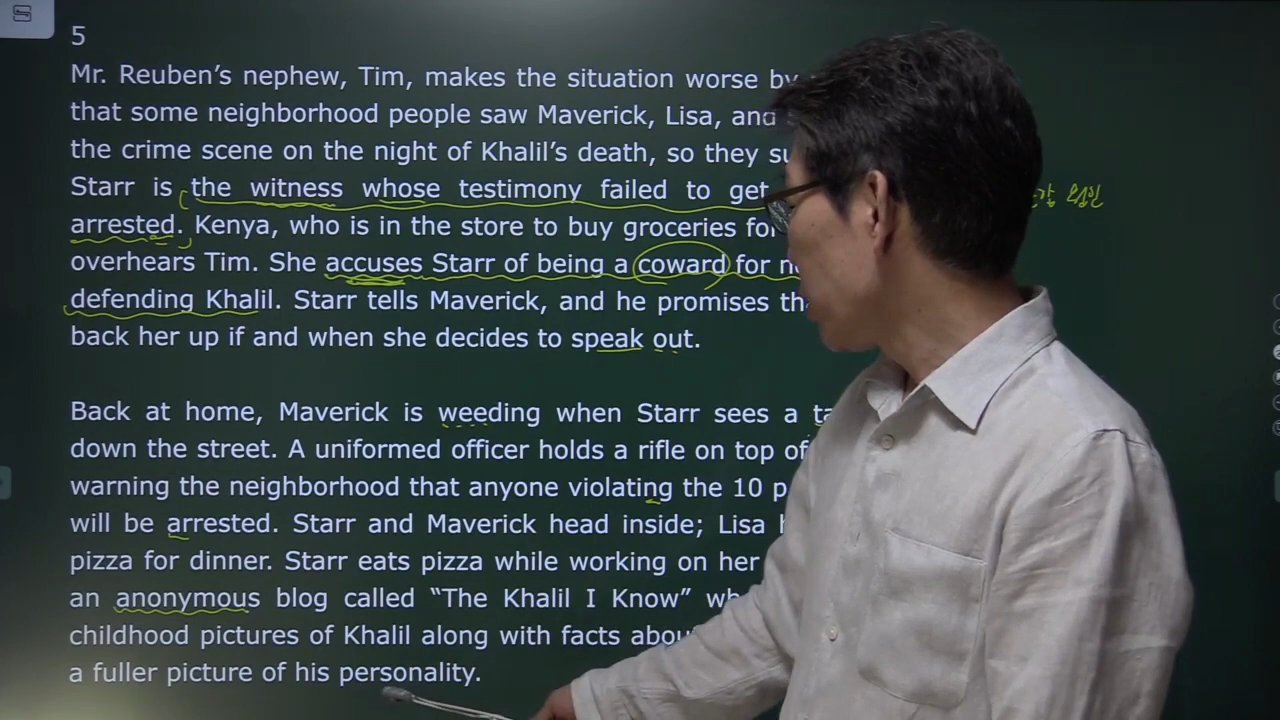 5
Mr. Reuben’s nephew, Tim, makes the situation worse by
that some neighborhood people saw Maverick, Lisa, and
the crime scene on the night of Khalil’s death, so they
Starr is the witness whose testimony failed to get
arrested. Kenya, who is in the store to buy groceries for
overhears Tim. She accuses Starr of being a coward for
defending Khalil. Starr tells Maverick, and he promises
back her up if and when she decides to speak out.
Back at home, Maverick is weeding when Starr sees a
down the street. A uniformed officer holds a rifle on top of
warning the neighborhood that anyone violating the 10
will be arrested. Starr and Maverick head inside; Lisa
pizza for dinner. Starr eats pizza while working on her
an anonymous blog called “The Khalil I Know”
childhood pictures of Khalil along with facts
a fuller picture of his personality.